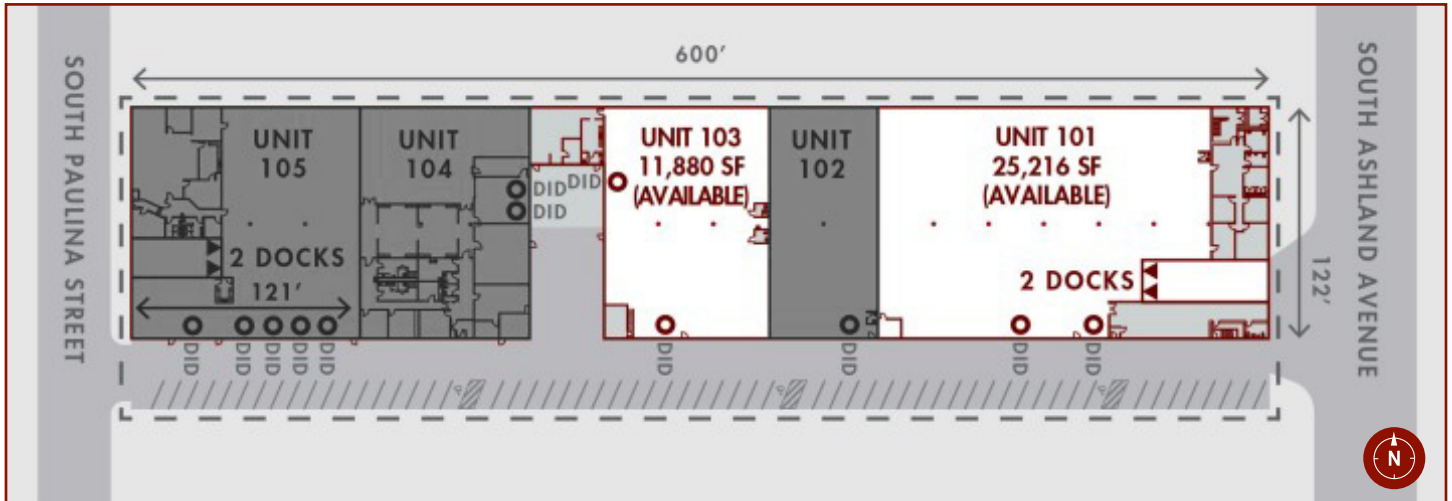 600’
SOUTH PAULINA STREET
UNIT
105
UNIT
104
UNIT 103
11,880 SF
(AVAILABLE)
UNIT
102
UNIT 101
25,216 SF
(AVAILABLE)
SOUTH ASHLAND AVENUE
DID
DID
DID
2 DOCKS
121’
2 DOCKS
122’
DID
DID
DID
DID
DID
DID
DID
DID
DID
N